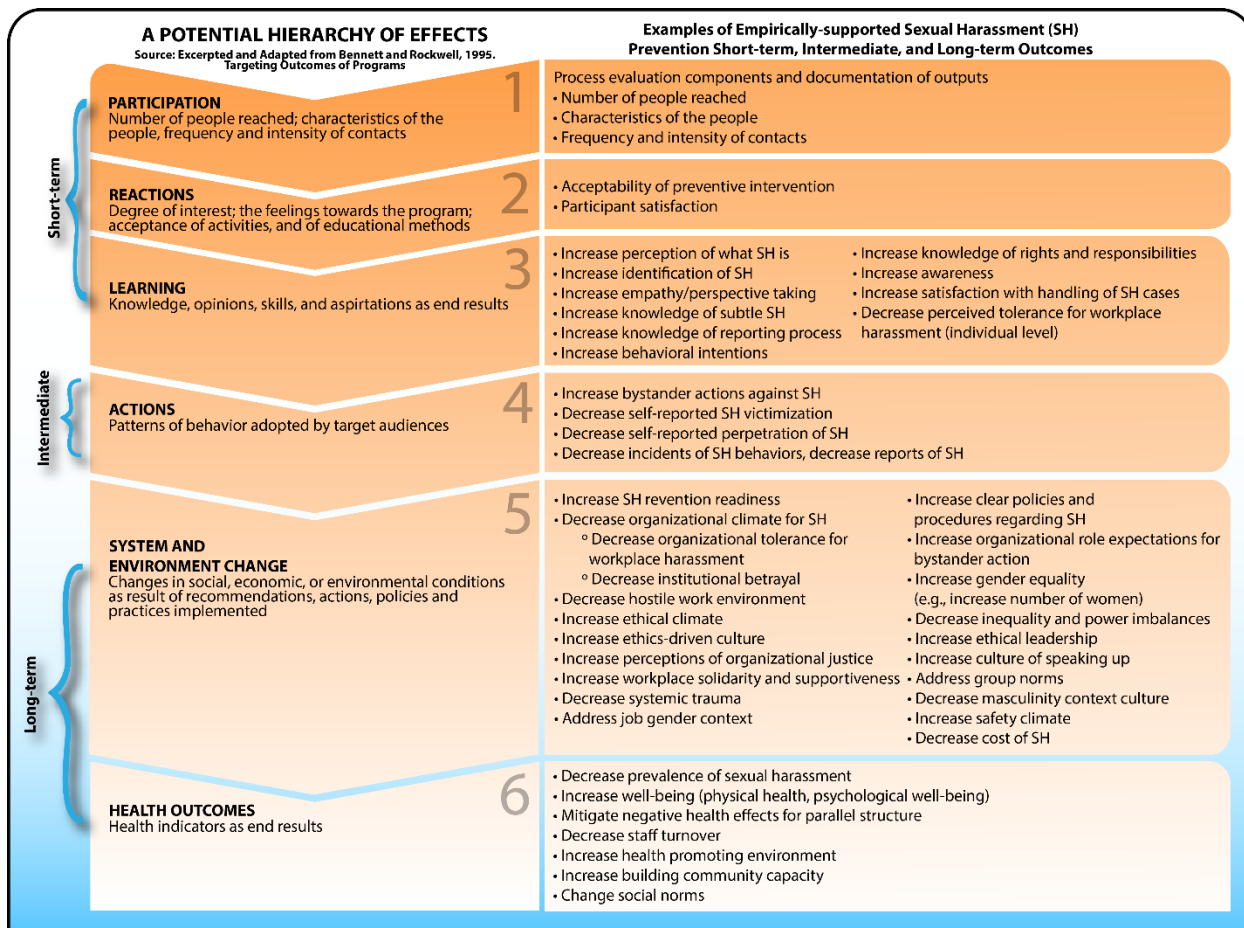 A POTENTIAL HIERARCHY OF EFFECTS
Source: Excerpted and Adapted from Bennett and Rockwell, 1995.
Targeting Outcomes of Programs
Examples of Empirically-supported Sexual Harassment (SH)
Prevention Short-term, Intermediate, and Long-term Outcomes
Short-term
1
PARTICIPATION
Number of people reached; characteristics of the
people, frequency and intensity of contacts
Process evaluation components and documentation of outputs
• Number of people reached
• Characteristics of the people
• Frequency and intensity of contacts
2
REACTIONS
Degree of interest; the feelings towards the program;
acceptance of activities, and of educational methods
• Acceptability of preventive intervention
• Participant satisfaction
3
LEARNING
Knowledge, opinions, skills, and aspirtations as end results
• Increase perception of what SH is
• Increase identification of SH
• Increase empathy/perspective taking
• Increase knowledge of subtle SH
• Increase knowledge of reporting process
• Increase behavioral intentions
• Increase knowledge of rights and responsibilities
• Increase awareness
• Increase satisfaction with handling of SH cases
• Decrease perceived tolerance for workplace
harassment (individual level)
Intermediate
4
ACTIONS
Patterns of behavior adopted by target audiences
• Increase bystander actions against SH
• Decrease self-reported SH victimization
• Decrease self-reported perpetration of SH
• Decrease incidents of SH behaviors, decrease reports of SH
Long-term
5
SYSTEM AND
ENVIRONMENT CHANGE
Changes in social, economic, or environmental conditions
as result of recommendations, actions, policies and
practices implemented
• Increase SH revention readiness
• Decrease organizational climate for SH
º Decrease organizational tolerance for
workplace harassment
º Decrease institutional betrayal
• Decrease hostile work environment
• Increase ethical climate
• Increase ethics-driven culture
• Increase perceptions of organizational justice
• Increase workplace solidarity and supportiveness
• Decrease systemic trauma
• Address job gender context
• Increase clear policies and
procedures regarding SH
• Increase organizational role expectations for
bystander action
• Increase gender equality
(e.g., increase number of women)
• Decrease inequality and power imbalances
• Increase ethical leadership
• Increase culture of speaking up
• Address group norms
• Decrease masculinity context culture
• Increase safety climate
• Decrease cost of SH
6
HEALTH OUTCOMES
Health indicators as end results
• Decrease prevalence of sexual harassment
• Increase well-being (physical health, psychological well-being)
• Mitigate negative health effects for parallel structure
• Decrease staff turnover
• Increase health promoting environment
• Increase building community capacity
• Change social norms